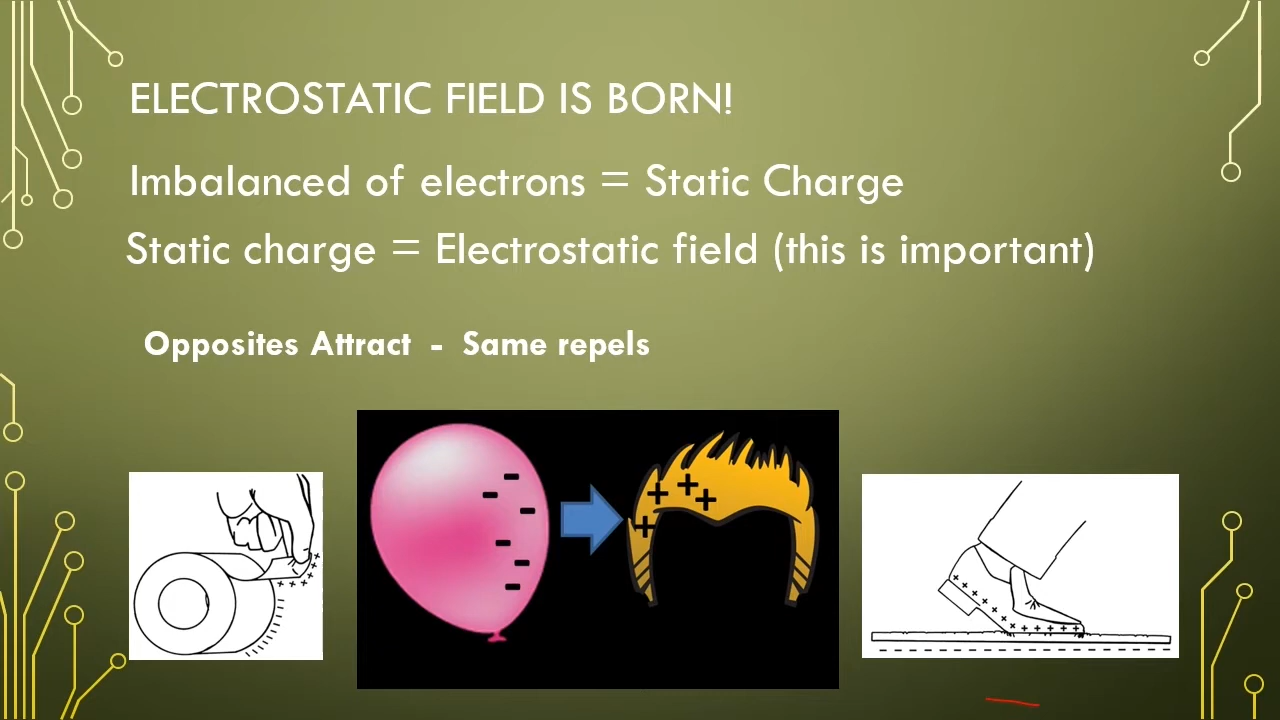 ELECTROSTATIC FIELD IS BORN!
Imbalanced of electrons = Static Charge
Static charge = Electrostatic field (this is important)
Opposites Attract - Same repels